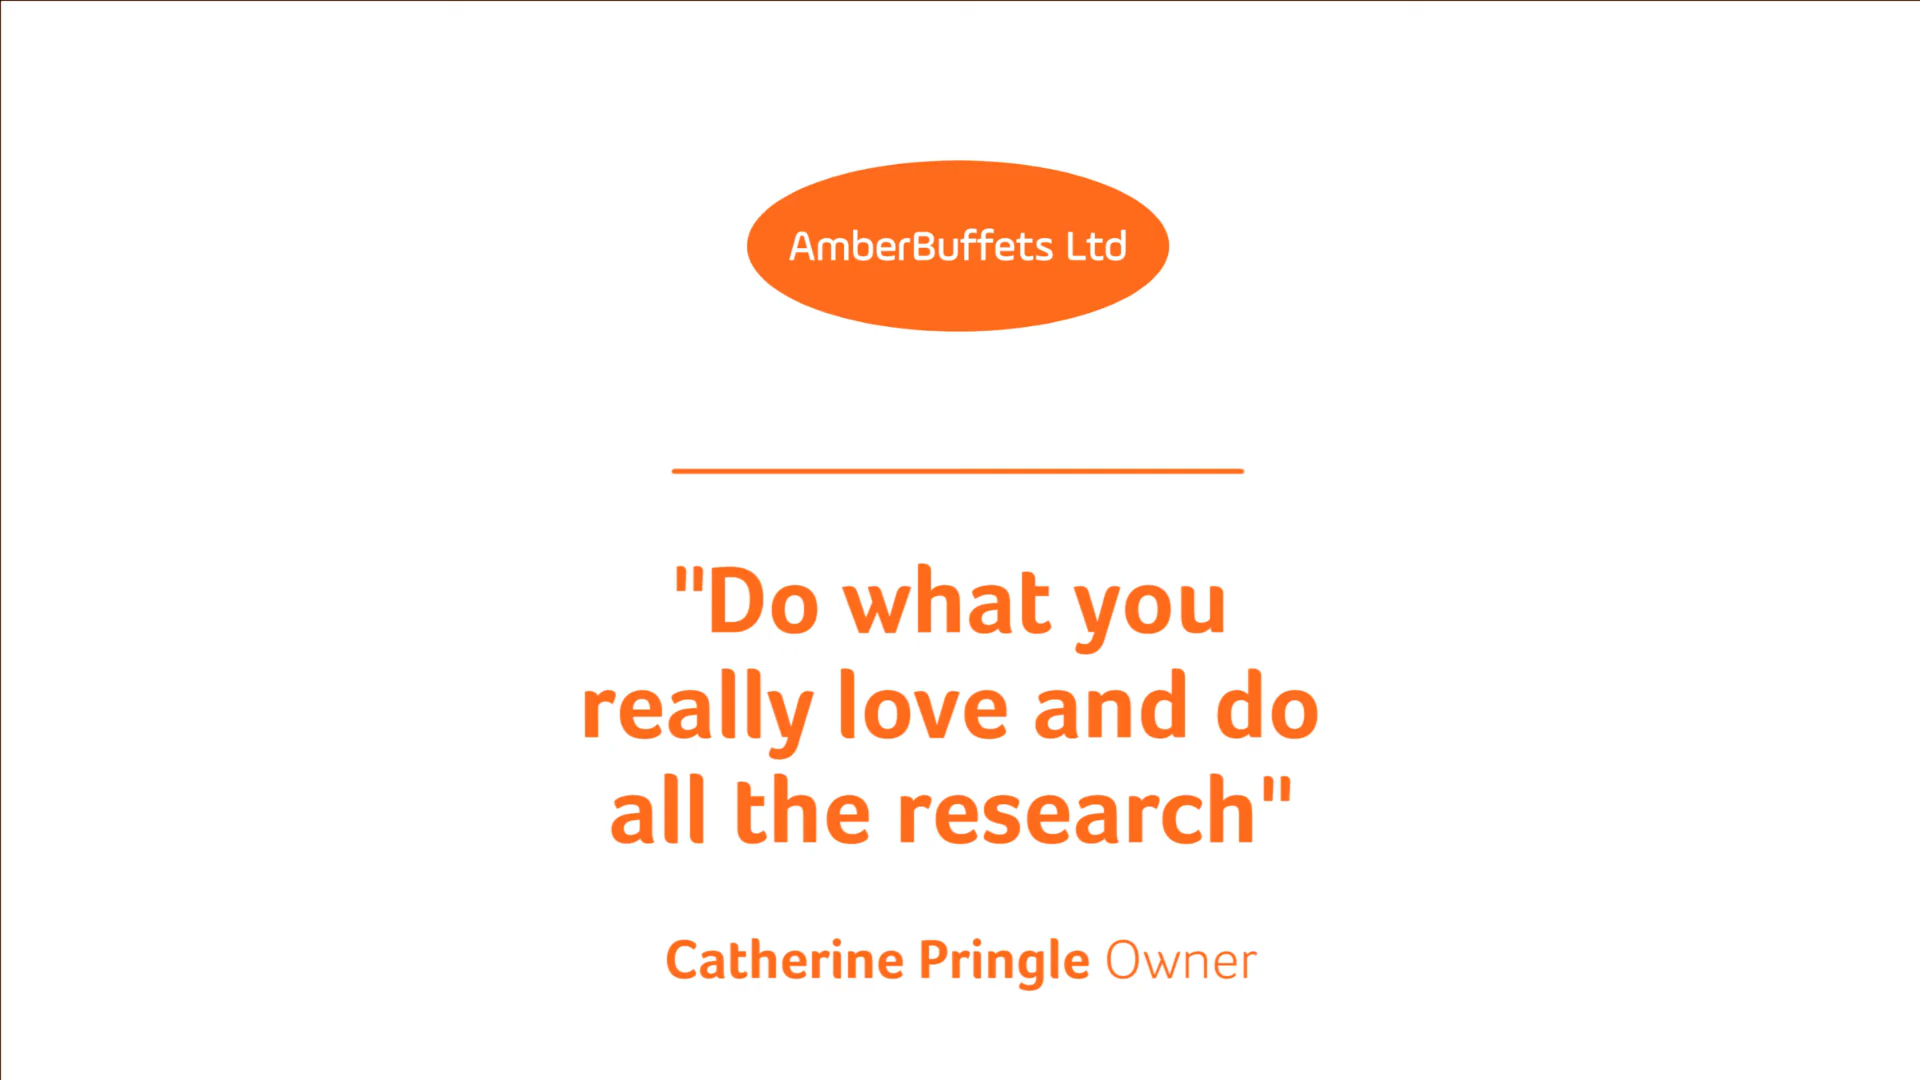 AmberBuffets Ltd
"Do what you
really love and do
all the research"
Catherine Pringle Owner